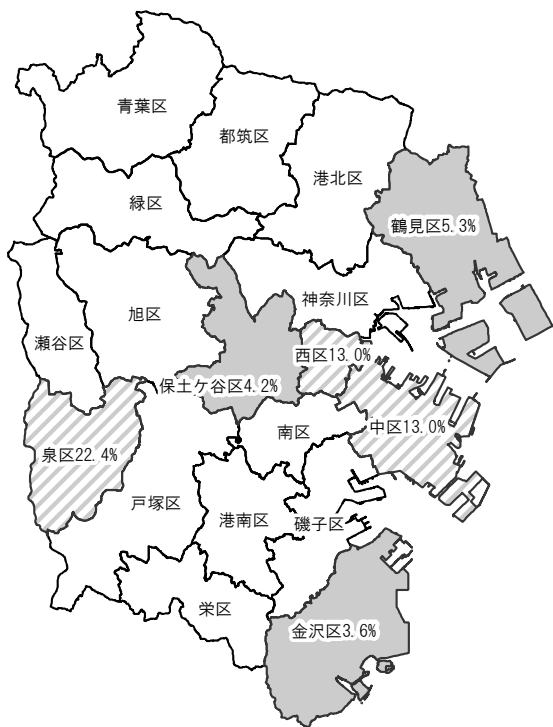 青葉区
都筑区
港北区
緑区
鶴見区5.3%
神奈川区
旭区
瀬谷区
西区13.0%
保土ケ谷区4.2%
中区13.0%
南区
泉区22.4%
戸塚区
港南区
磯子区
栄区
金沢区3.6%